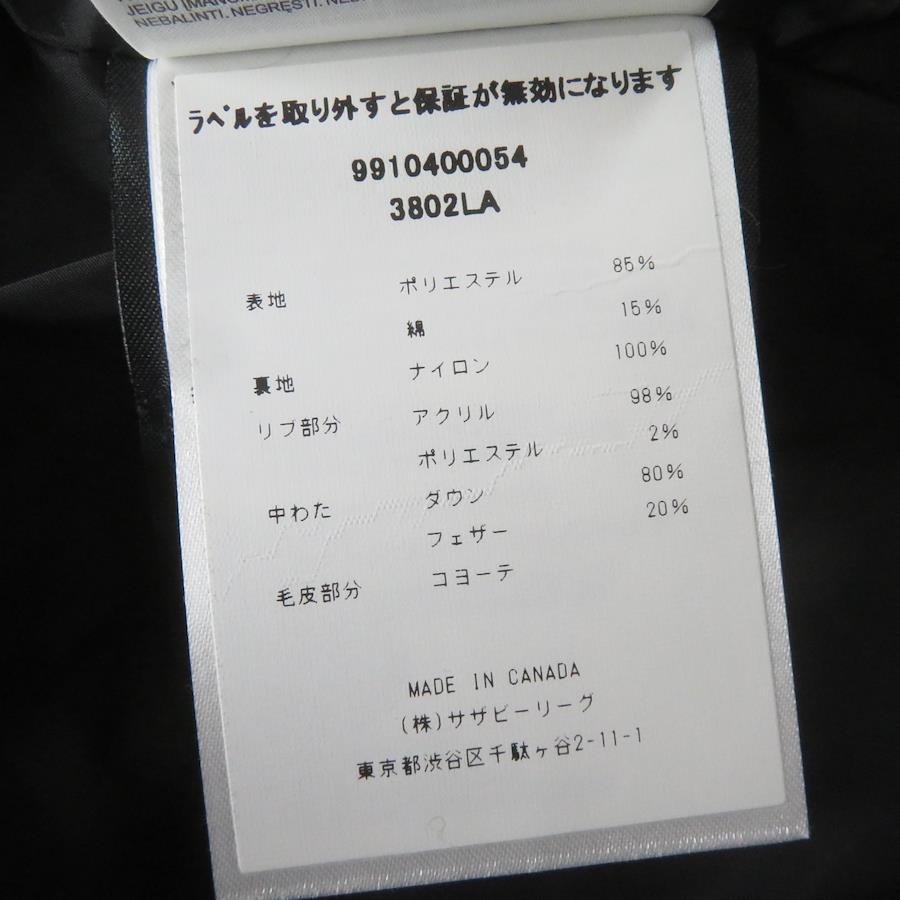 JEIGU
NEBALINTI. NEGRĘSTI.
ラベルを取り外すと保証が無効になります
9910400054
3802LA
表地 ポリエステル 85%
綿 15%
裏地 ナイロン 100%
リブ部分 アクリル 98%
ポリエステル 2%
中わた ダウン 80%
フェザー 20%
毛皮部分 コヨーテ
MADE IN CANADA
(株)サザビーリーグ
東京都渋谷区千駄ヶ谷2-11-1